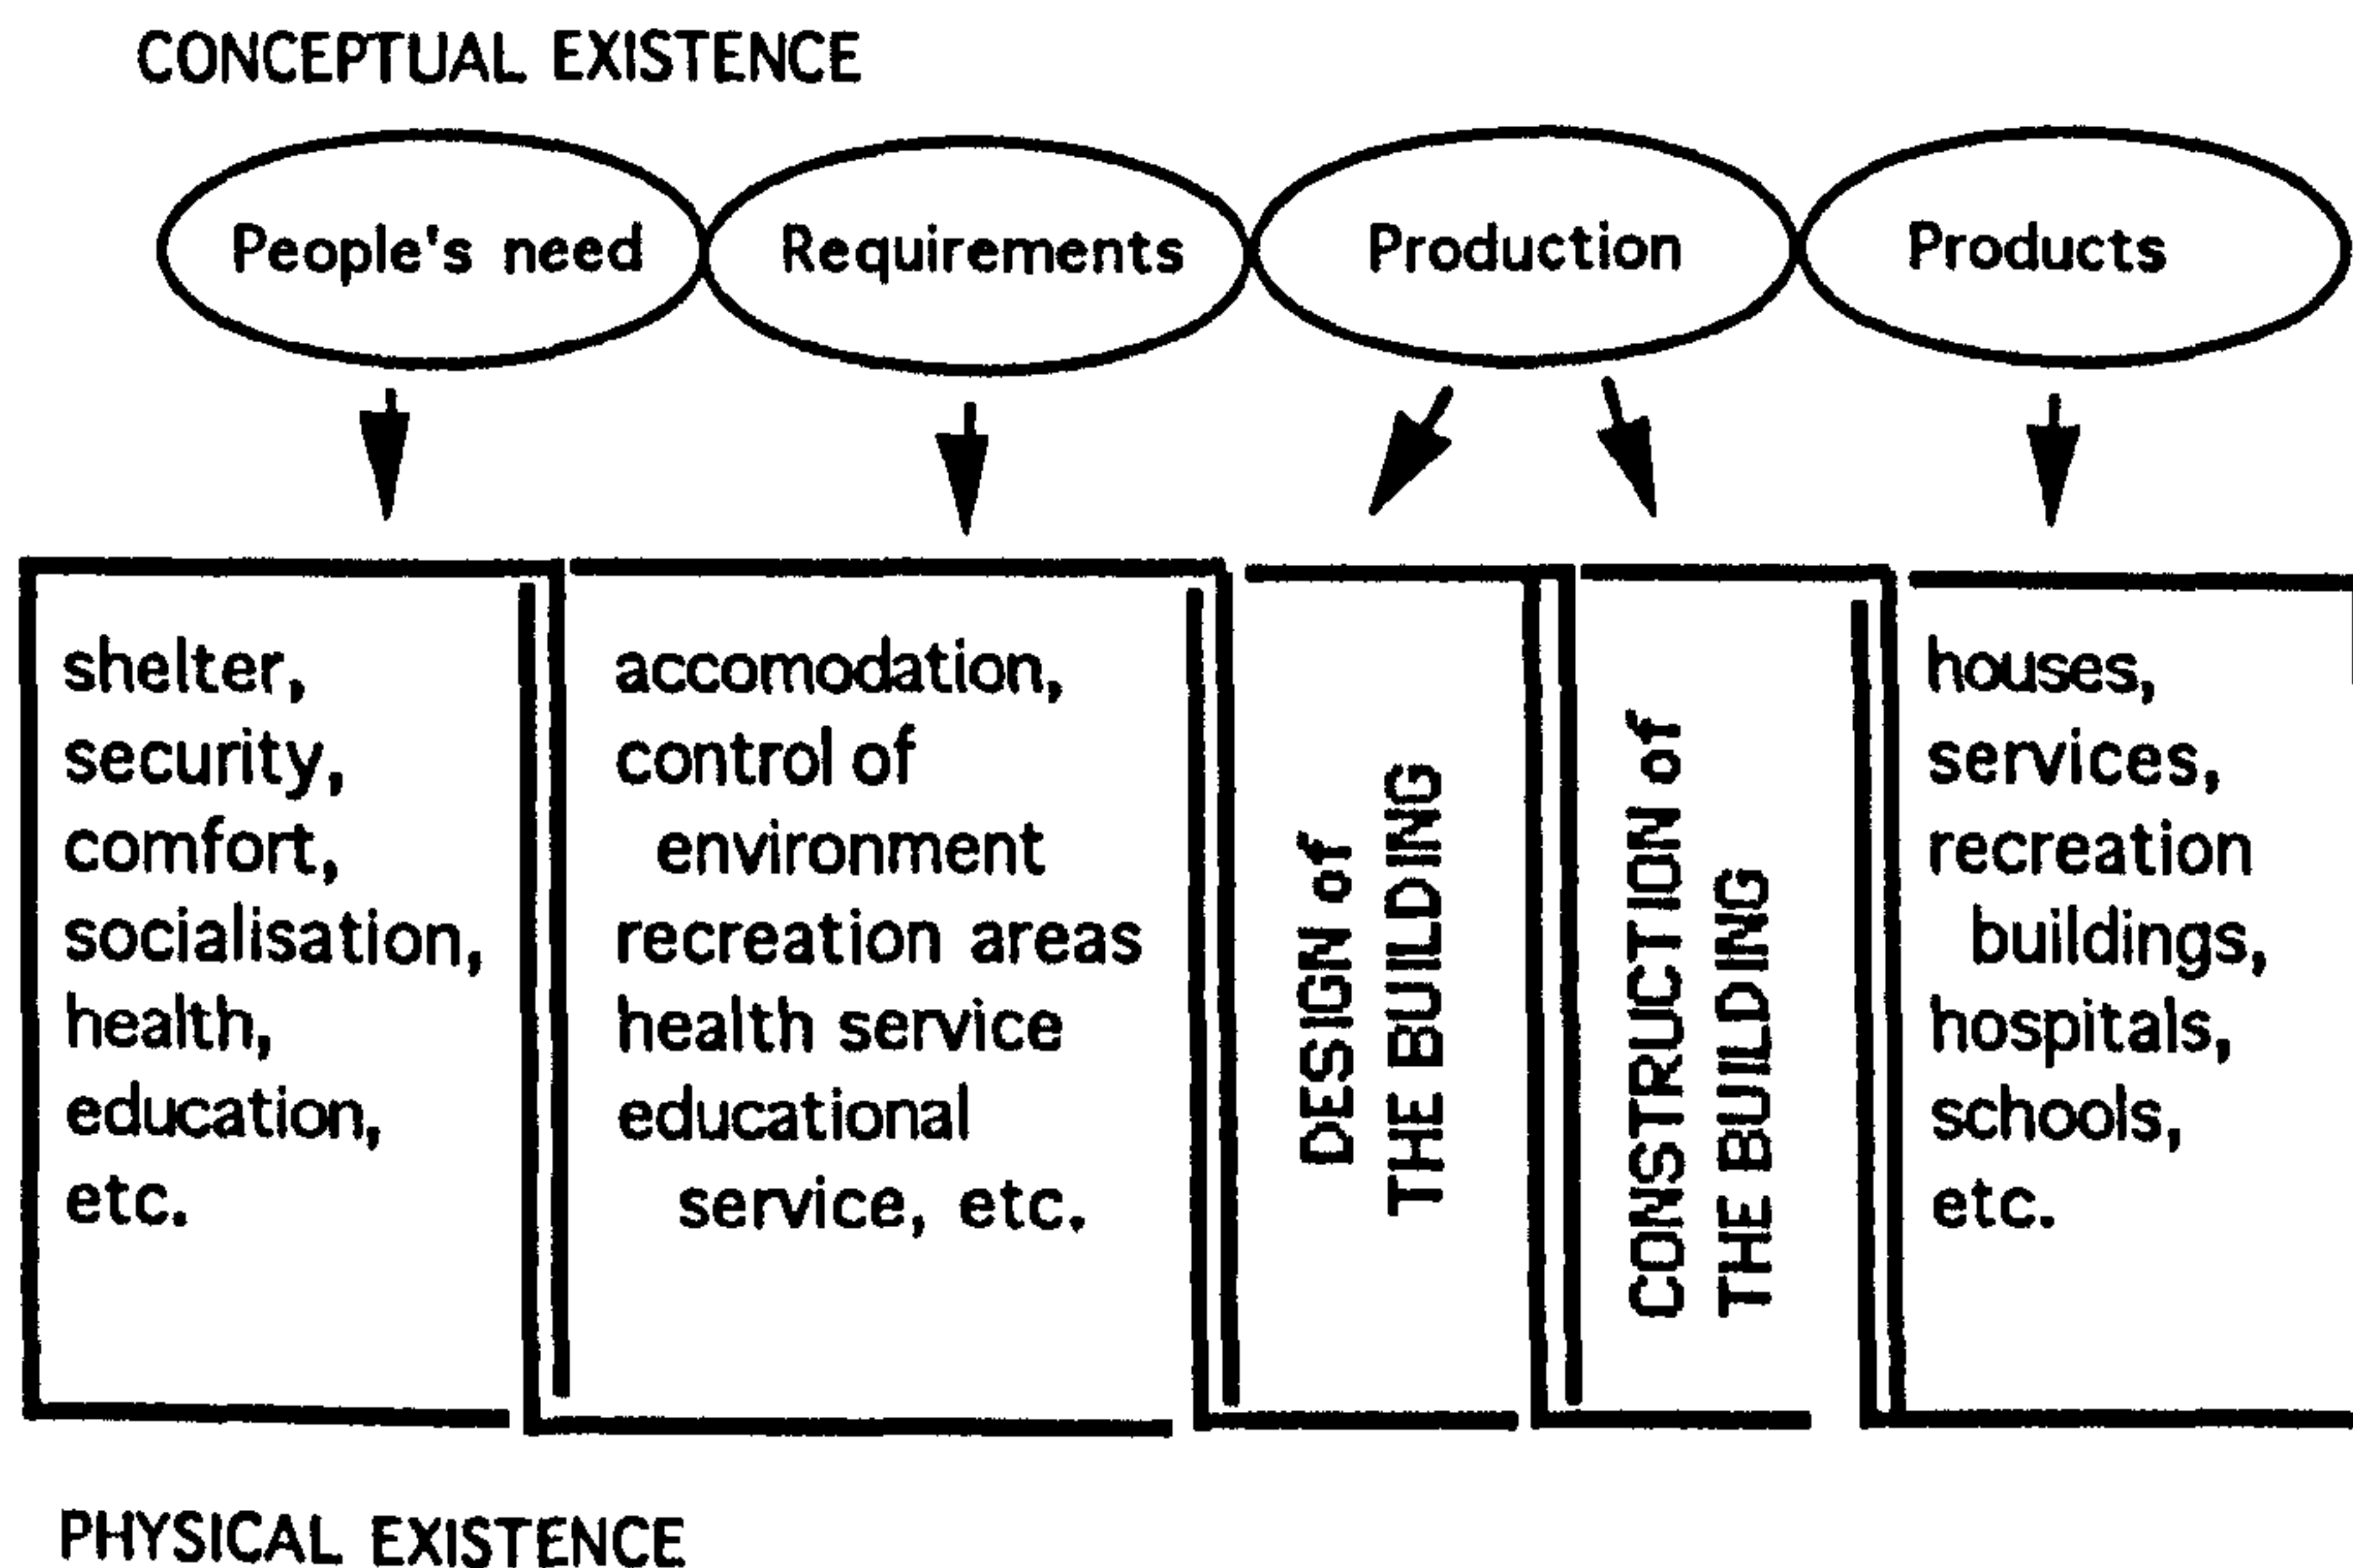 CONCEPTUAL EXISTENCE
People's need
Requirements
Production
Products
shelter,
security,
comfort,
socialisation,
health,
education,
etc.
accomodation,
control of
environment
recreation areas
health service
educational
service, etc.
DESIGN of
THE BUILDING
CONSTRUCTION of
THE BUILDING
houses,
services,
recreation
buildings,
hospitals,
schools,
etc.
PHYSICAL EXISTENCE